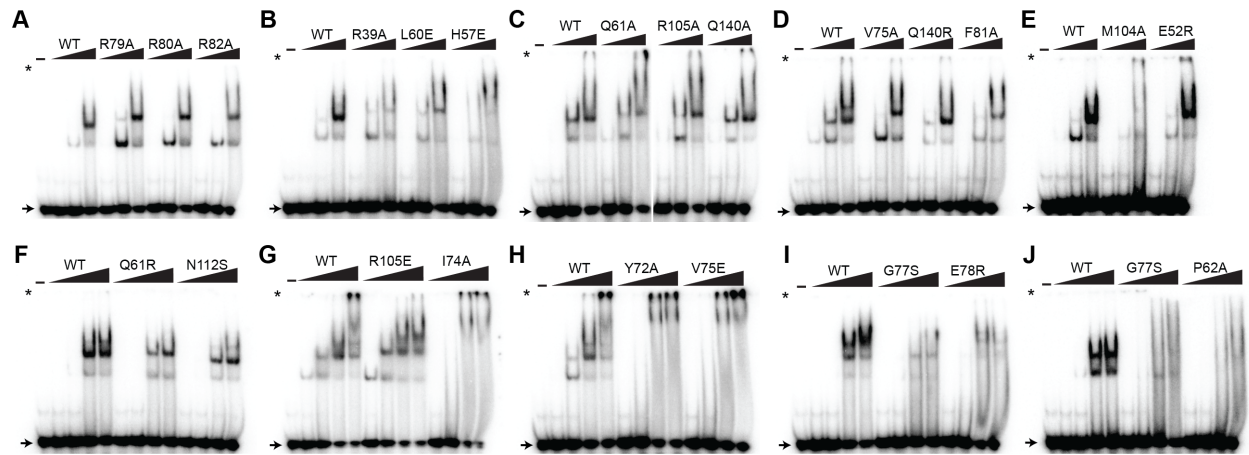 A
B
C
D
E
WT R79A R80A R82A
WT R39A L60E H57E
WT Q61A R105A Q140A
WT V75A Q140R F81A
WT M104A E52R
– – – – –
* * * * *
F
G
H
I
J
WT Q61R N112S
WT R105E I74A
WT Y72A V75E
WT G77S E78R
WT G77S P62A
– – – – –
* * * * *